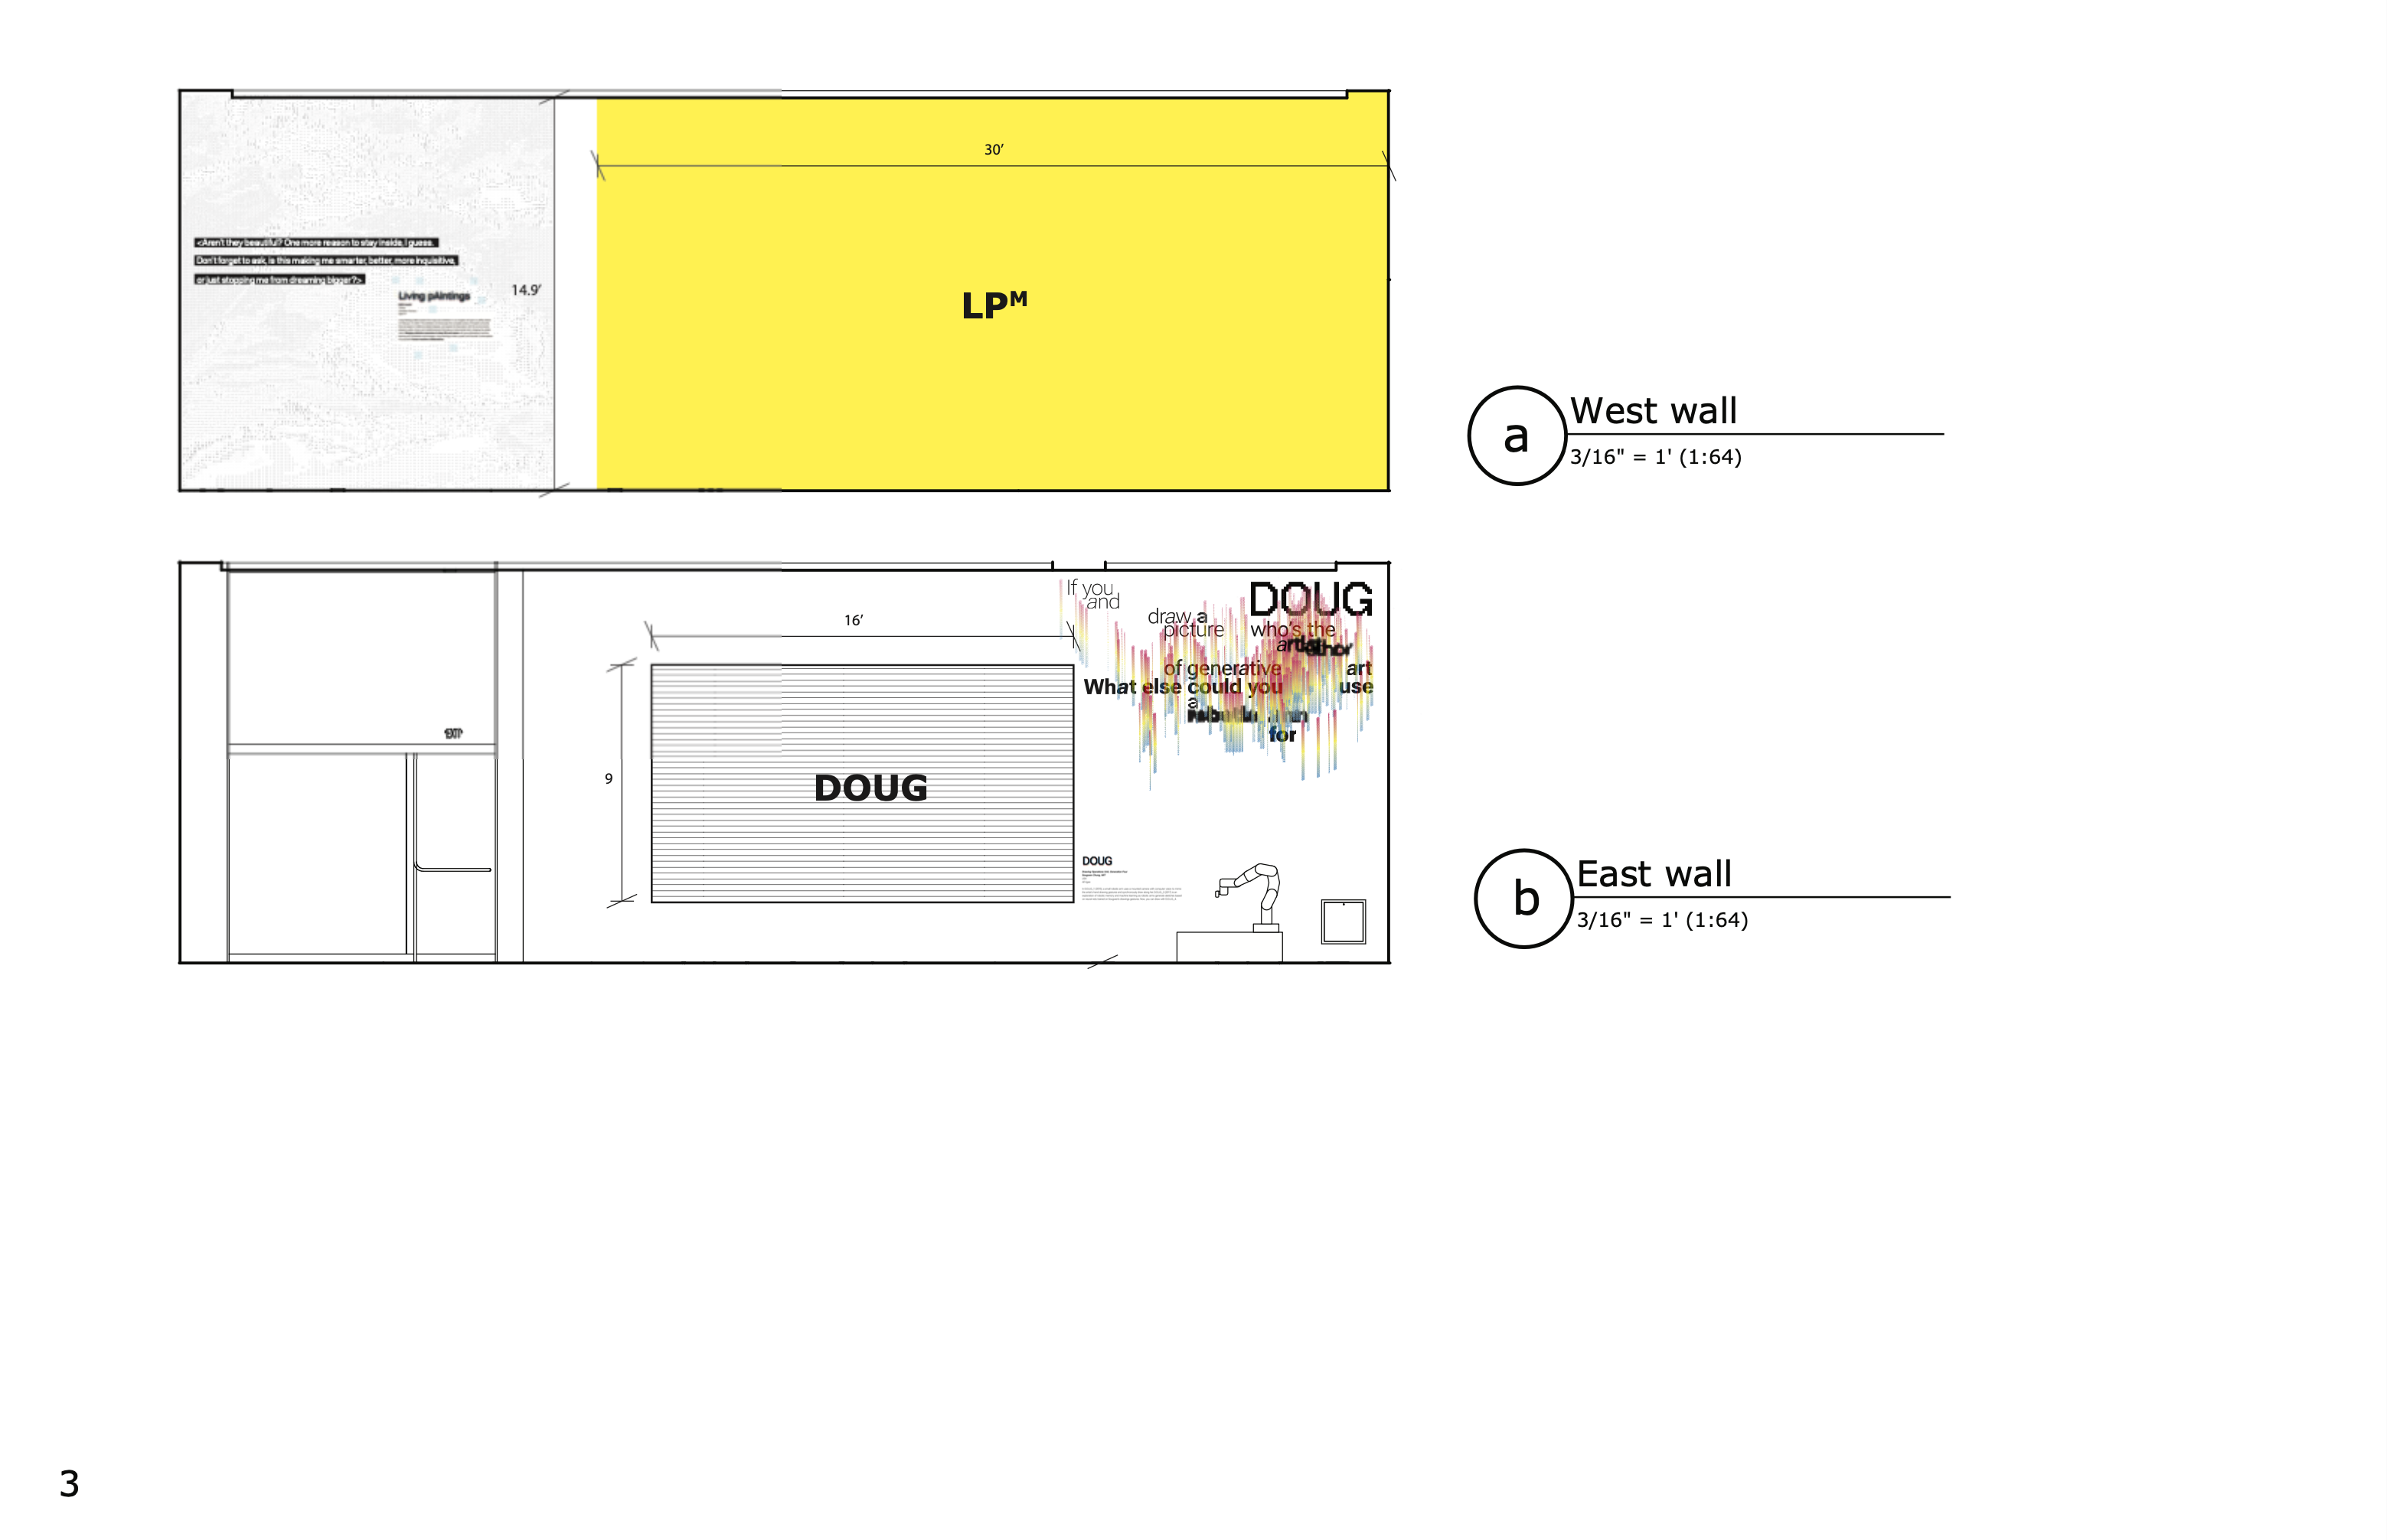 30’
<Aren't they beautiful? One more reason to stay inside, I guess.
Don't forget to ask, is this making me smarter, better, more inquisitive,
or just stopping me from dreaming bigger?>
Living pAintings
14.9’
LPᴹ
a
West wall
3/16" = 1' (1:64)
If you
and
DOUG
draw a
picture
who's the
artist
16’
of generative art
What else could you use
a
for
EXIT
9
DOUG
DOUG
b
East wall
3/16" = 1' (1:64)
3